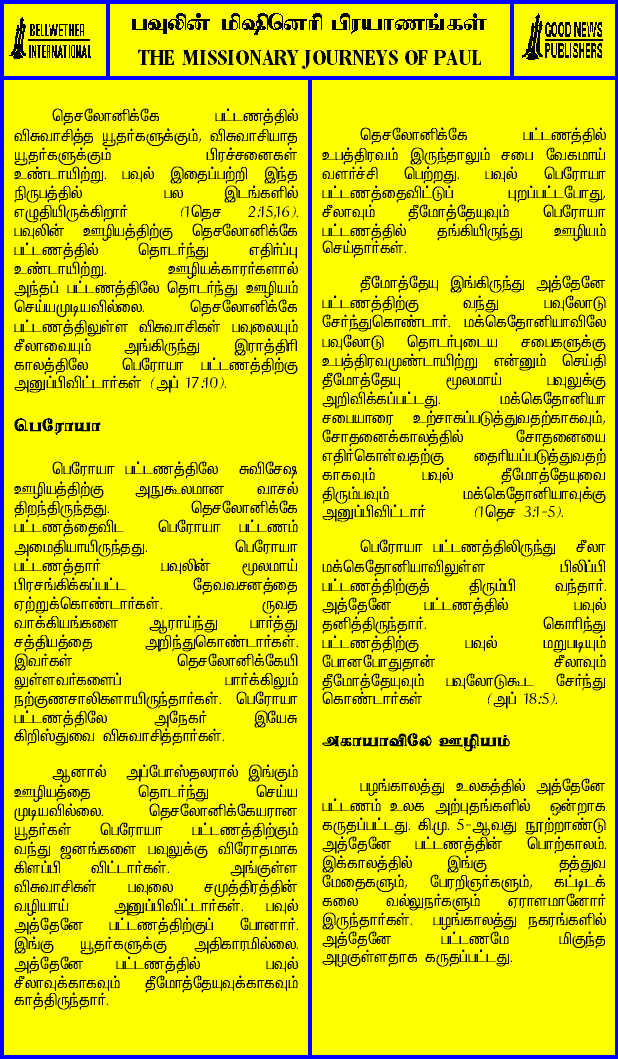 BELLWETHER
INTERNATIONAL
பவுலின் மிஷினெரி பிரயாணங்கள்
THE MISSIONARY JOURNEYS OF PAUL
GOOD NEWS
PUBLISHERS
தெசலோனிக்கே பட்டணத்தில்
விசுவாசித்த யூதர்களுக்கும், விசுவாசியாத
யூதர்களுக்கும் பிரச்சனைகள்
உண்டாயிற்று. பவுல் இதைப்பற்றி இந்த
நிருபத்தில் பல இடங்களில்
எழுதியிருக்கிறார் (1தெச 2:15,16).
பவுலின் ஊழியத்திற்கு தெசலோனிக்கே
பட்டணத்தில் தொடர்ந்து எதிர்ப்பு
உண்டாயிற்று. ஊழியக்காரர்களால்
அந்தப் பட்டணத்திலே தொடர்ந்து ஊழியம்
செய்யமுடியவில்லை. தெசலோனிக்கே
பட்டணத்திலுள்ள விசுவாசிகள் பவுலையும்
சீலாவையும் அங்கிருந்து இராத்திரி
காலத்திலே பெரோயா பட்டணத்திற்கு
அனுப்பிவிட்டார்கள் (அப் 17:10).
பெரோயா
பெரோயா பட்டணத்திலே சுவிசேஷ
ஊழியத்திற்கு அநுகூலமான வாசல்
திறந்திருந்தது. தெசலோனிக்கே
பட்டணத்தைவிட பெரோயா பட்டணம்
அமைதியாயிருந்தது. பெரோயா
பட்டணத்தார் பவுலின் மூலமாய்
பிரசங்கிக்கப்பட்ட தேவவசனத்தை
ஏற்றுக்கொண்டார்கள். ருவத
வாக்கியங்களை ஆராய்ந்து பார்த்து
சத்தியத்தை அறிந்துகொண்டார்கள்.
இவர்கள் தெசலோனிக்கேயி
லுள்ளவர்களைப் பார்க்கிலும்
நற்குணசாலிகளாயிருந்தார்கள். பெரோயா
பட்டணத்திலே அநேகர் இயேசு
கிறிஸ்துவை விசுவாசித்தார்கள்.
ஆனால் அப்போஸ்தலரால் இங்கும்
ஊழியத்தை தொடர்ந்து செய்ய
முடியவில்லை. தெசலோனிக்கேயரான
யூதர்கள் பெரோயா பட்டணத்திற்கும்
வந்து ஜனங்களை பவுலுக்கு விரோதமாக
கிளப்பி விட்டார்கள். அங்குள்ள
விசுவாசிகள் பவுலை சமுத்திரத்தின்
வழியாய் அனுப்பிவிட்டார்கள். பவுல்
அத்தேனே பட்டணத்திற்குப் போனார்.
இங்கு யூதர்களுக்கு அதிகாரமில்லை.
அத்தேனே பட்டணத்தில் பவுல்
சீலாவுக்காகவும் தீமோத்தேயுவுக்காகவும்
காத்திருந்தார்.
தெசலோனிக்கே பட்டணத்தில்
உபத்திரவம் இருந்தாலும் சபை வேகமாய்
வளர்ச்சி பெற்றது. பவுல் பெரோயா
பட்டணத்தைவிட்டுப் புறப்பட்டபோது,
சீலாவும் தீமோத்தேயுவும் பெரோயா
பட்டணத்தில் தங்கியிருந்து ஊழியம்
செய்தார்கள்.
தீமோத்தேயு இங்கிருந்து அத்தேனே
பட்டணத்திற்கு வந்து பவுலோடு
சேர்ந்துகொண்டார். மக்கெதோனியாவிலே
பவுலோடு தொடர்புடைய சபைகளுக்கு
உபத்திரவமுண்டாயிற்று என்னும் செய்தி
தீமோத்தேயு மூலமாய் பவுலுக்கு
அறிவிக்கப்பட்டது. மக்கெதோனியா
சபையாரை உற்சாகப்படுத்துவதற்காகவும்,
சோதனைக்காலத்தில் சோதனையை
எதிர்கொள்வதற்கு தைரியப்படுத்துவதற்
காகவும் பவுல் தீமோத்தேயுவை
திரும்பவும் மக்கெதோனியாவுக்கு
அனுப்பிவிட்டார் (1தெச 3:1-5).
பெரோயா பட்டணத்திலிருந்து சீலா
மக்கெதோனியாவிலுள்ள பிலிப்பி
பட்டணத்திற்குத் திரும்பி வந்தார்.
அத்தேனே பட்டணத்தில் பவுல்
தனித்திருந்தார். கொரிந்து
பட்டணத்திற்கு பவுல் மறுபடியும்
போனபோதுதான் சீலாவும்
தீமோத்தேயுவும் பவுலோடுகூட சேர்ந்து
கொண்டார்கள் (அப் 18:5).
அகாயாவிலே ஊழியம்
பழங்காலத்து உலகத்தில் அத்தேனே
பட்டணம் உலக அற்புதங்களில் ஒன்றாக
கருதப்பட்டது. கி.மு. 5-ஆவது நூற்றாண்டு
அத்தேனே பட்டணத்தின் பொற்காலம்.
இக்காலத்தில் இங்கு தத்துவ
மேதைகளும், பேரறிஞர்களும், கட்டிடக்
கலை வல்லுநர்களும் ஏராளமானோர்
இருந்தார்கள். பழங்காலத்து நகரங்களில்
அத்தேனே பட்டணமே மிகுந்த
அழகுள்ளதாக கருதப்பட்டது.